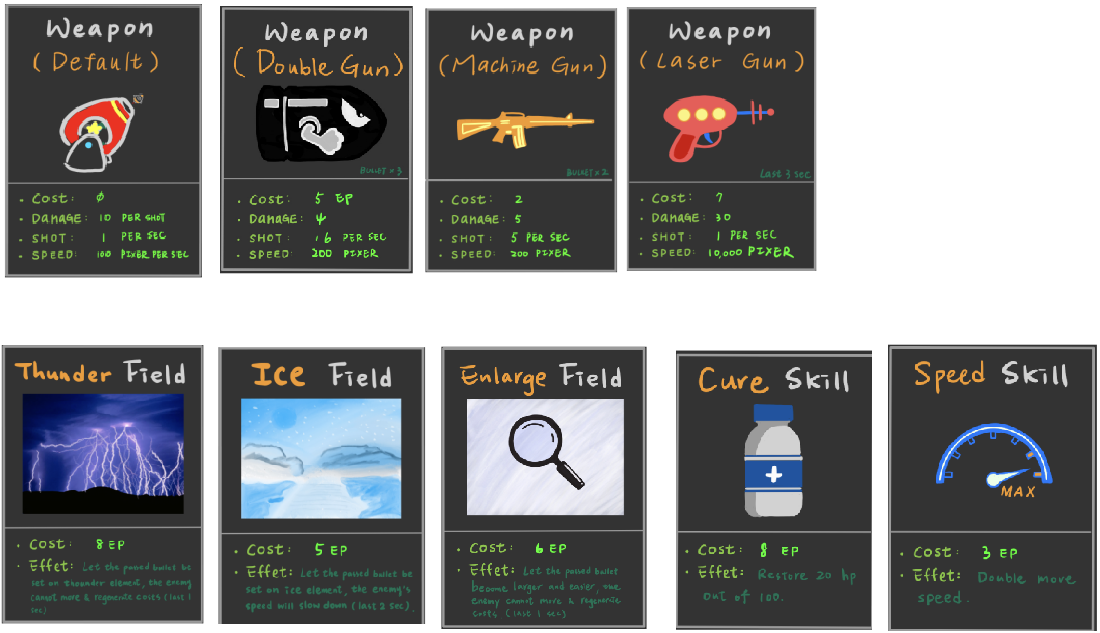 Weapon
(Default)
• Cost: 0
• DAMAGE: 10 PER SHOT
• SHOT: 1 PER SEC
• SPEED: 100 PIXER PER SEC
Weapon
(Double Gun)
BULLET × 3
• Cost: 5 EP
• DAMAGE: 4
• SHOT: 16 PER SEC
• SPEED: 200 PIXER
Weapon
(Machine Gun)
BULLET × 2
• Cost: 2
• DAMAGE: 5
• SHOT: 5 PER SEC
• SPEED: 200 PIXER
Weapon
(Laser Gun)
Last 3 sec
• Cost: 7
• DAMAGE: 30
• SHOT: 1 PER SEC
• SPEED: 10,000 PIXER
Thunder Field
• Cost: 8 EP
• Effet: Let the passed bullet be
set on thounder element, the enemy
cannot move & regenerte cores (last 1
sec)
Ice Field
• Cost: 5 EP
• Effet: Let the passed bullet be
set on ice element, the enemy's
speed will slow down (last 2 sec).
Enlarge Field
• Cost: 6 EP
• Effet: Let the passed bullet
become larger and easier, the
enemy cannot move & regenerte
cores (last 1 sec)
Cure Skill
• Cost: 8 EP
• Effet: Restore 20 hp
out of 100.
Speed Skill
MAX
• Cost: 3 EP
• Effet: Double move
speed.